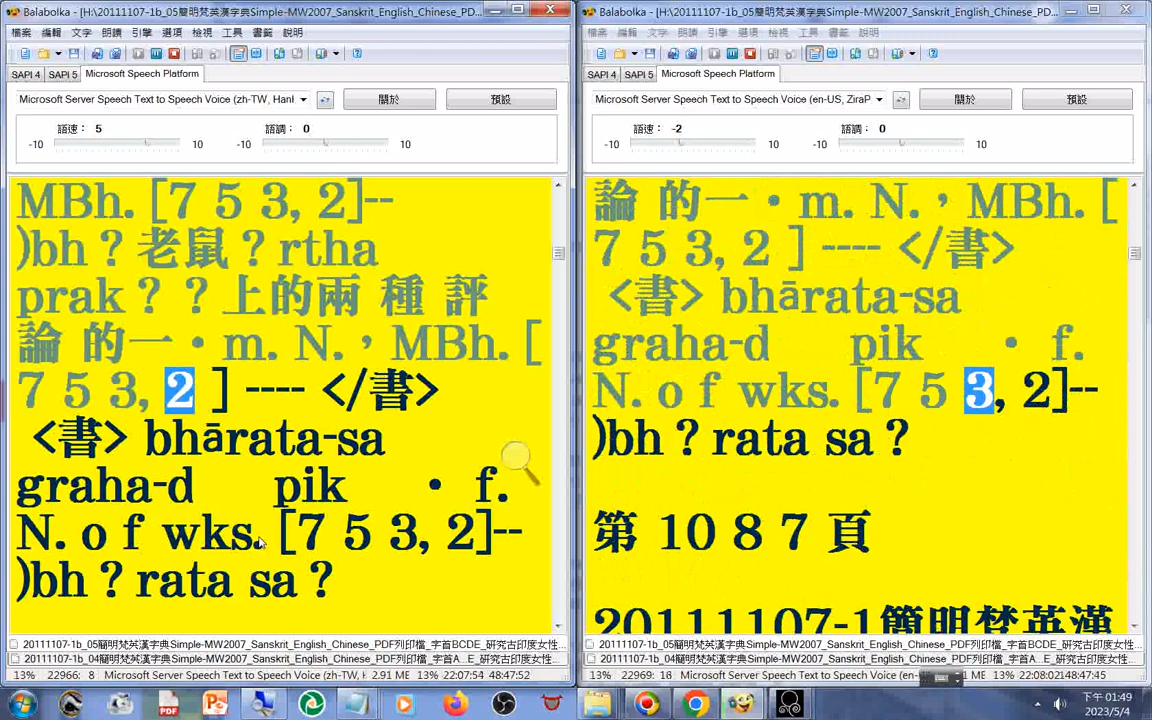 Balabolka - [H:\20111107-1b_05簡明梵英漢字典Simple-MW2007_Sanskrit_English_Chinese_PD...
檔案 編輯 文字 朗讀 引擎 選項 檢視 工具 書籤 說明
SAPI 4 SAPI 5 Microsoft Speech Platform
Microsoft Server Speech Text to Speech Voice (zh-TW, Hanl
關於 預設
語速： 5 語調： 0
-10 10 -10 10
MBh. [7 5 3, 2]--
)bh？老鼠？rtha
prak？？上的兩 種 評
論 的一・m. N.，MBh. [
7 5 3, 2 ] ---- </書>
<書> bhārata-sa
graha-d pik ・ f.
N. o f wks. [7 5 3, 2]--
)bh？rata sa？
20111107-1b_05簡明梵英漢字典Simple-MW2007_Sanskrit_English_Chinese_PDF列印檔_字首BCDE_研究古印度女性...
20111107-1b_04簡明梵英漢字典Simple-MW2007_Sanskrit_English_Chinese_PDF列印檔_字首A...E_研究古印度女性...
13% 22966: 8 Microsoft Server Speech Text to Speech Voice (zh-TW, H 2.91 ME 13% 22:07:54 48:47:52
Balabolka - [H:\20111107-1b_05簡明梵英漢字典Simple-MW2007_Sanskrit_English_Chinese_PD...
檔案 編輯 文字 朗讀 引擎 選項 檢視 工具 書籤 說明
SAPI 4 SAPI 5 Microsoft Speech Platform
Microsoft Server Speech Text to Speech Voice (en-US, ZiraP
關於 預設
語速： -2 語調： 0
-10 10 -10 10
論 的一・m. N.，MBh. [
7 5 3, 2 ] ---- </書>
<書> bhārata-sa
graha-d pik ・ f.
N. o f wks. [7 5 3, 2]--
)bh？rata sa？
第 10 8 7 頁
20111107-1簡明梵英漢
20111107-1b_05簡明梵英漢字典Simple-MW2007_Sanskrit_English_Chinese_PDF列印檔_字首BCDE_研究古印度女性...
20111107-1b_04簡明梵英漢字典Simple-MW2007_Sanskrit_English_Chinese_PDF列印檔_字首A...E_研究古印度女性...
13% 22969: 18 Microsoft Server Speech Text to Speech Voice 13% 22:08:02 48:47:45
下午 01:49
2023/5/4